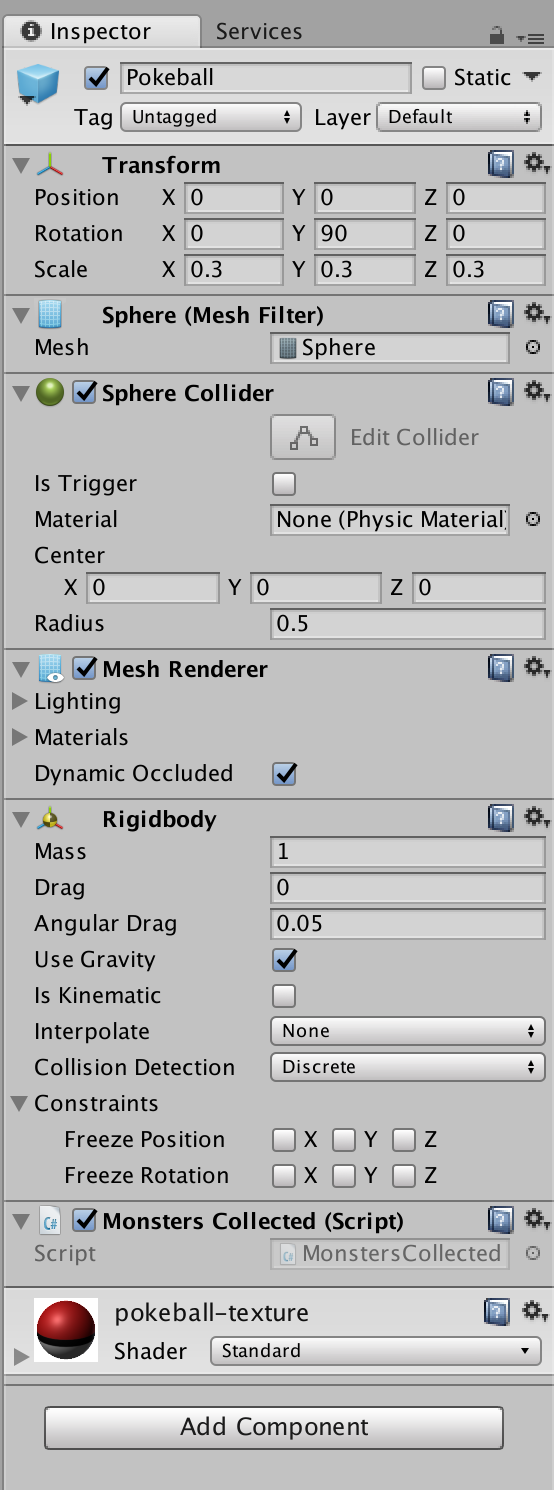 Inspector Services
Pokeball Static
Tag Untagged Layer Default
Transform
Position X 0 Y 0 Z 0
Rotation X 0 Y 90 Z 0
Scale X 0.3 Y 0.3 Z 0.3
Sphere (Mesh Filter)
Mesh Sphere
Sphere Collider
Edit Collider
Is Trigger
Material None (Physic Material)
Center
X 0 Y 0 Z 0
Radius 0.5
Mesh Renderer
Lighting
Materials
Dynamic Occluded
Rigidbody
Mass 1
Drag 0
Angular Drag 0.05
Use Gravity
Is Kinematic
Interpolate None
Collision Detection Discrete
Constraints
Freeze Position X Y Z
Freeze Rotation X Y Z
C# Monsters Collected (Script)
Script MonstersCollected
pokeball-texture
Shader Standard
Add Component